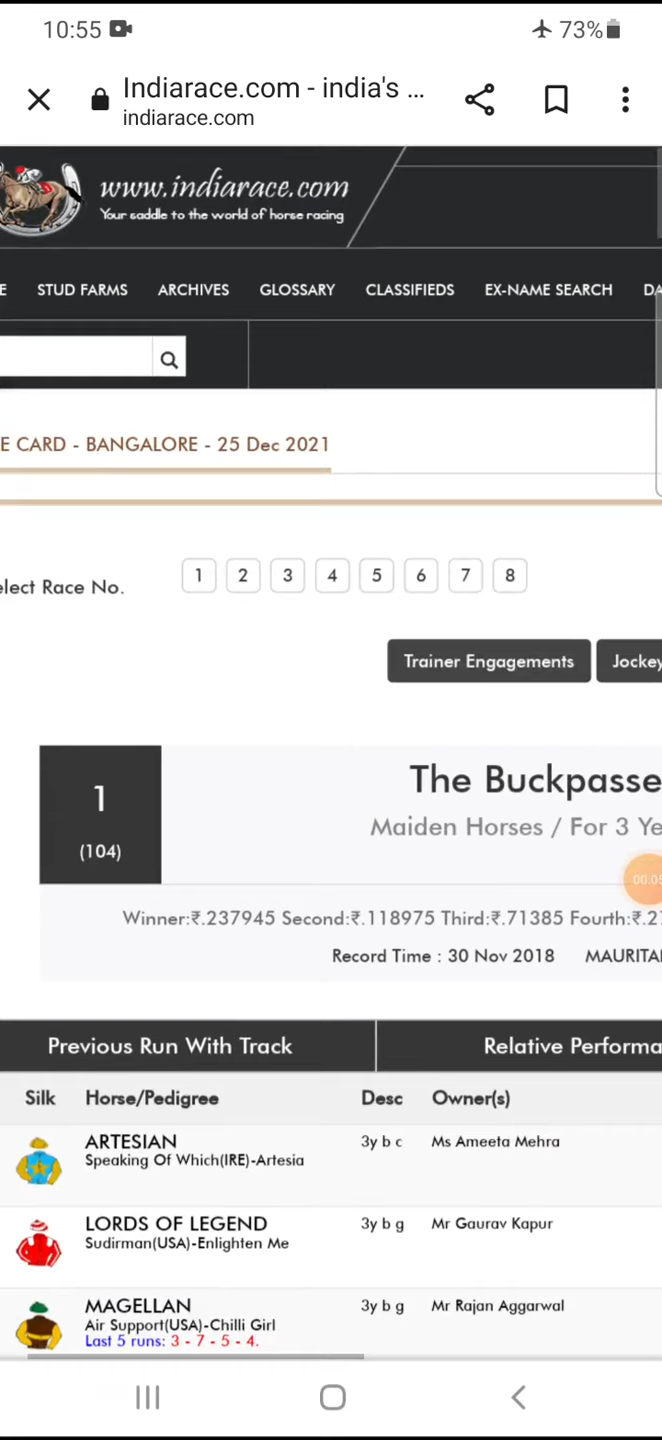 10:55 73%
Indiarace.com - india's ...
indiarace.com
www.indiarace.com
Your saddle to the world of horse racing
E STUD FARMS ARCHIVES GLOSSARY CLASSIFIEDS EX-NAME SEARCH DA
E CARD - BANGALORE - 25 Dec 2021
elect Race No. 1 2 3 4 5 6 7 8
Trainer Engagements Jockey
1 The Buckpasse
(104) Maiden Horses / For 3 Ye
00:05
Winner:₹.237945 Second:₹.118975 Third:₹.71385 Fourth:₹.2
Record Time : 30 Nov 2018 MAURITA
Previous Run With Track Relative Performa
Silk Horse/Pedigree Desc Owner(s)
ARTESIAN 3y b c Ms Ameeta Mehra
Speaking Of Which(IRE)-Artesia
LORDS OF LEGEND 3y b g Mr Gaurav Kapur
Sudirman(USA)-Enlighten Me
MAGELLAN 3y b g Mr Rajan Aggarwal
Air Support(USA)-Chilli Girl
Last 5 runs: 3 - 7 - 5 - 4.